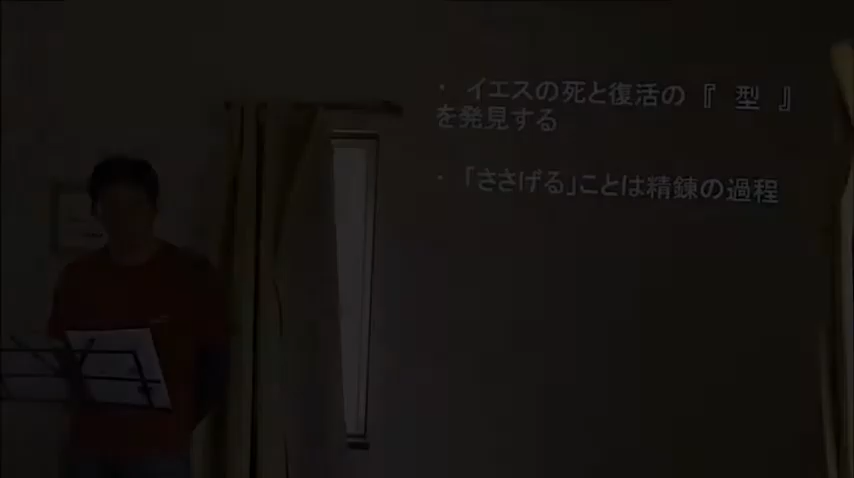 ・ イエスの死と復活の『 型 』
を発見する
・「ささげる」ことは精錬の過程